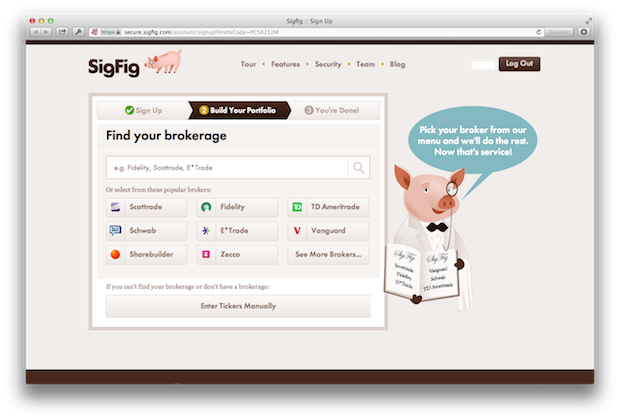 Sigfig :: Sign Up
https secure.sigfig.com/account/signup?inviteCode=PCSXZ12M
Reader
SigFig
Tour • Features • Security • Team • Blog
Log Out
Sign Up
2 Build Your Portfolio
3 You're Done!
Find your brokerage
e.g. Fidelity, Scottrade, E*Trade
Or select from these popular brokers:
Scottrade
Fidelity
TD Ameritrade
Schwab
E*Trade
Vanguard
Sharebuilder
Zecco
See More Brokers...
If you can't find your brokerage or don't have a brokerage:
Enter Tickers Manually
Pick your broker from our
menu and we'll do the rest.
Now that's service!
SigFig
Scottrade
Fidelity
E*Trade
SigFig
Vanguard
Schwab
TD Ameritrade